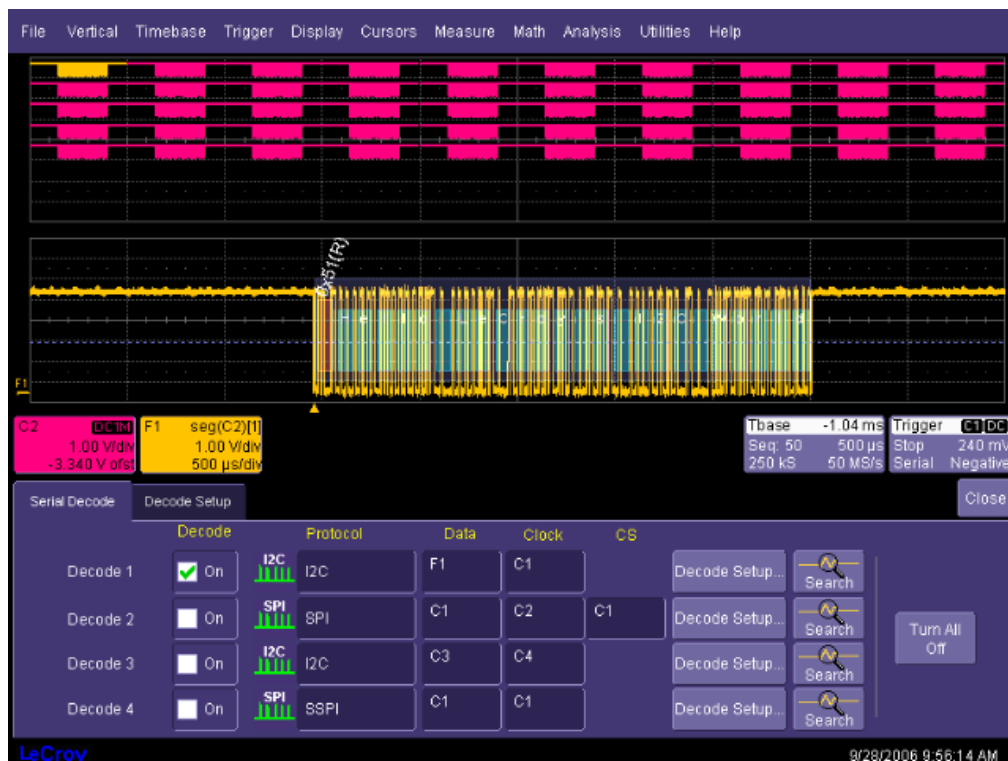 File Vertical Timebase Trigger Display Cursors Measure Math Analysis Utilities Help
0x51(R)
F1
C2 DC1M
1.00 V/div
-3.340 V ofst
F1 seg(C2)[1]
1.00 V/div
500 µs/div
Tbase -1.04 ms
Seq: 50 500 µs
250 kS 50 MS/s
Trigger C1 DC
Stop 240 mV
Serial Negative
Serial Decode Decode Setup Close
Decode Protocol Data Clock CS
Decode 1 On I2C I2C F1 C1 Decode Setup... Search
Decode 2 On SPI SPI C1 C2 C1 Decode Setup... Search
Decode 3 On I2C I2C C3 C4 Decode Setup... Search
Decode 4 On SPI SSPI C1 C1 Decode Setup... Search
Turn All
Off
LeCroy 9/28/2006 9:56:14 AM